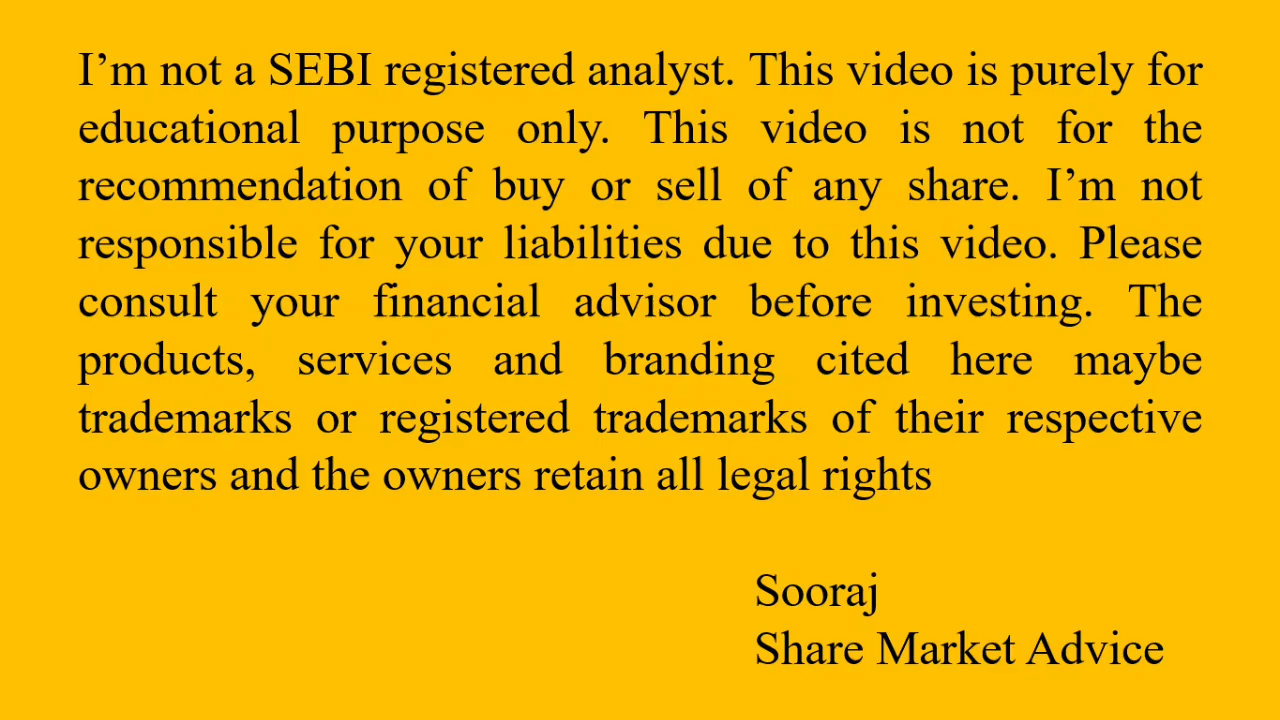 I’m not a SEBI registered analyst. This video is purely for
educational purpose only. This video is not for the
recommendation of buy or sell of any share. I’m not
responsible for your liabilities due to this video. Please
consult your financial advisor before investing. The
products, services and branding cited here maybe
trademarks or registered trademarks of their respective
owners and the owners retain all legal rights
Sooraj
Share Market Advice